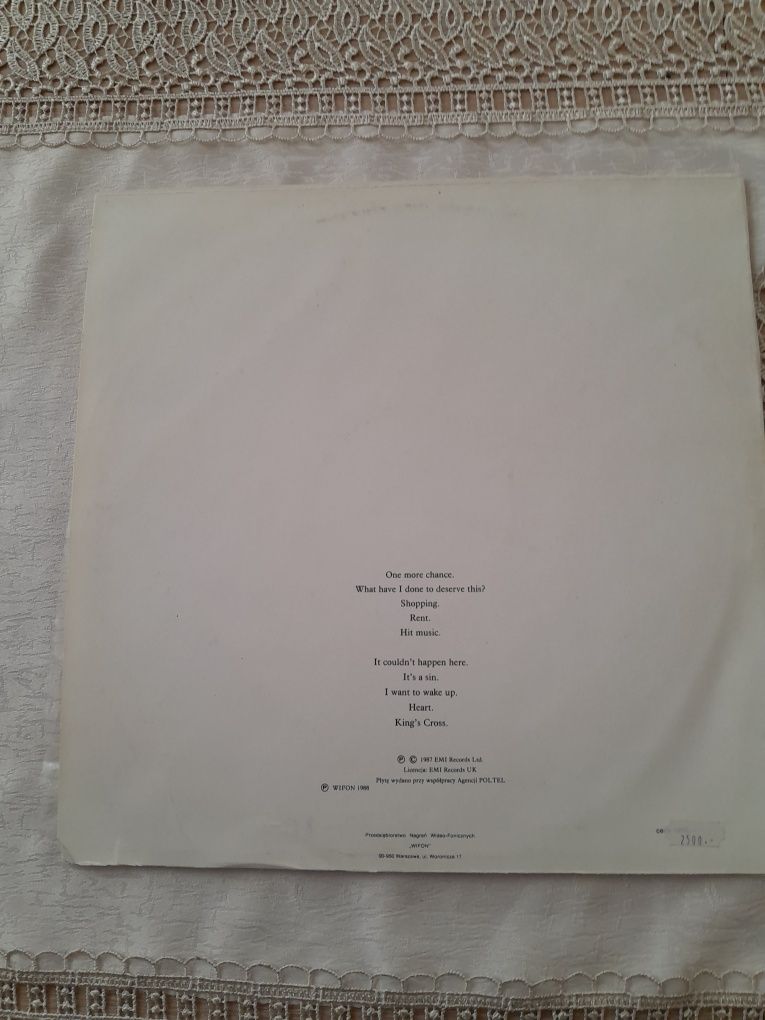 One more chance.
What have I done to deserve this?
Shopping.
Rent.
Hit music.
It couldn't happen here.
It's a sin.
I want to wake up.
Heart.
King's Cross.
Ⓟ © 1987 EMI Records Ltd.
Licencja: EMI Records UK
Płytę wydano przy współpracy Agencji POLTEL
Ⓟ WIFON 1988
Przedsiębiorstwo Nagrań Wideo-Fonicznych
„WIFON"
00-950 Warszawa, ul. Woronicza 17
2500.-